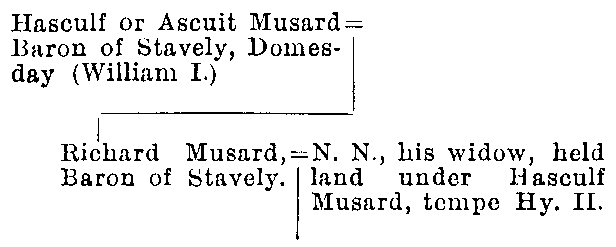 Hasculf or Ascuit Musard=
Baron of Stavely, Domes-
day (William I.)
Richard Musard,=N. N., his widow, held
Baron of Stavely. land under Hasculf
Musard, tempe Hy. II.